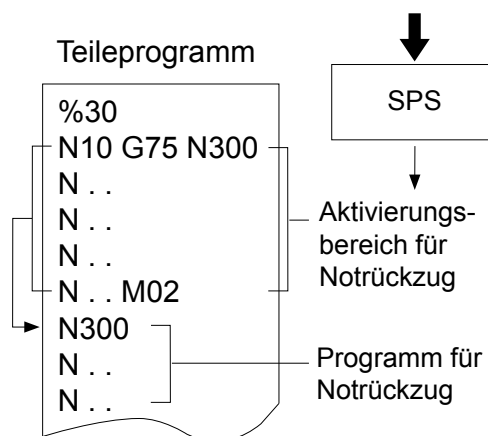 Teileprogramm
%30
N10 G75 N300
N . .
N . .
N . .
N . . M02
N300
N . .
N . .
SPS
Aktivierungs-
bereich für
Notrückzug
Programm für
Notrückzug